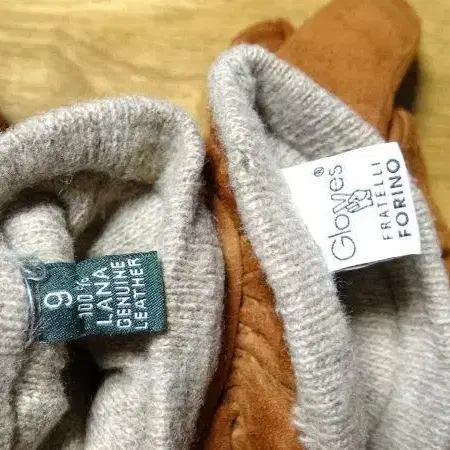 9
100%
LANA
GENUINE
LEATHER
Gloves®
FRATELLI
FORINO